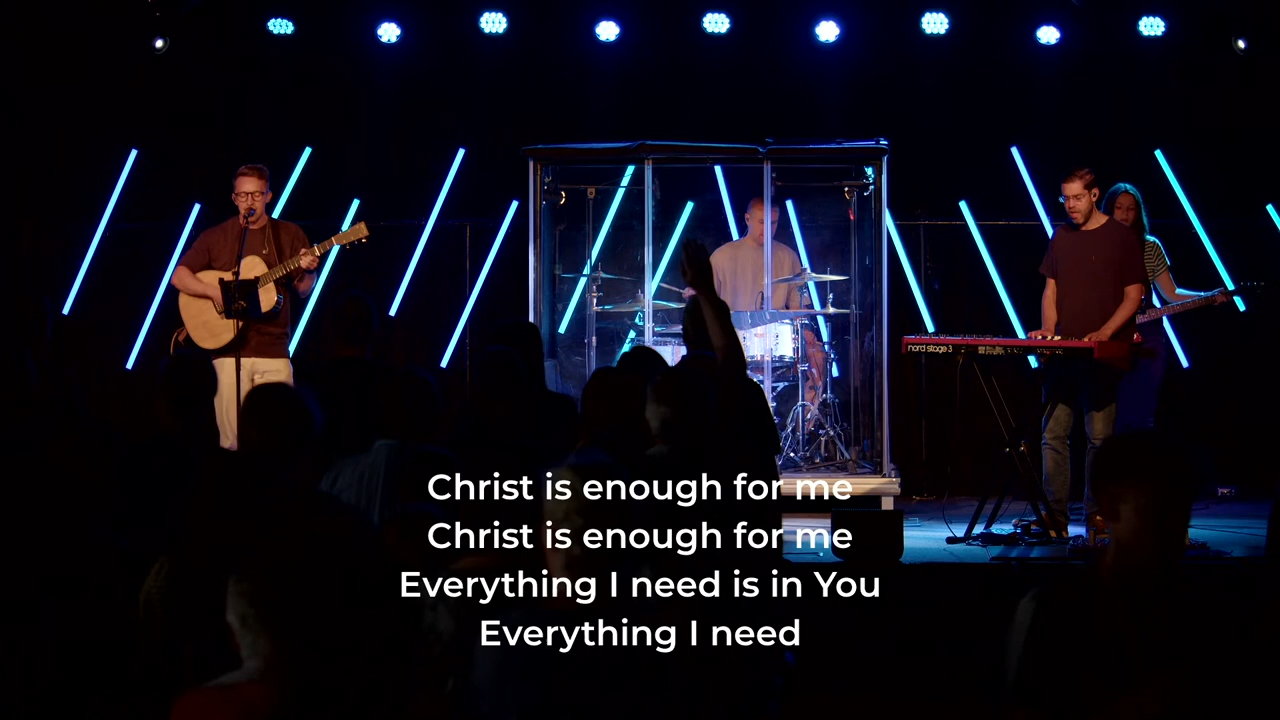 nord stage 3
Christ is enough for me
Christ is enough for me
Everything I need is in You
Everything I need